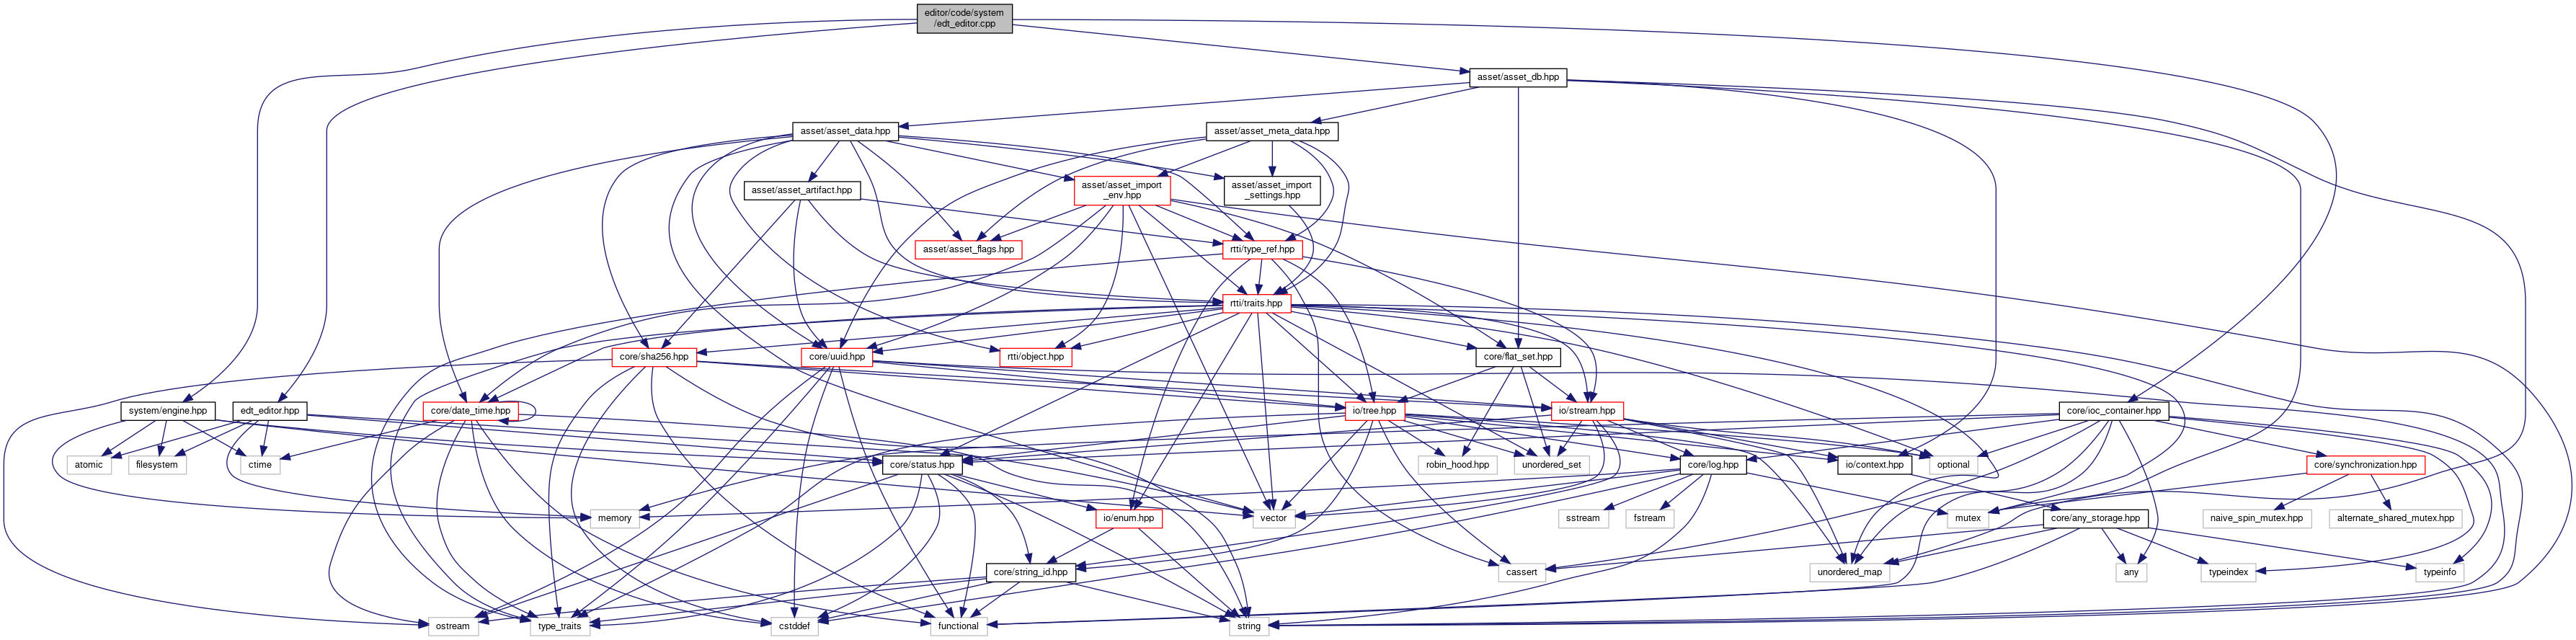 editor/code/system
/edt_editor.cpp
asset/asset_db.hpp
asset/asset_data.hpp
asset/asset_meta_data.hpp
asset/asset_artifact.hpp
asset/asset_import
_env.hpp
asset/asset_import
_settings.hpp
asset/asset_flags.hpp
rtti/type_ref.hpp
rtti/traits.hpp
core/sha256.hpp
core/uuid.hpp
rtti/object.hpp
core/flat_set.hpp
system/engine.hpp
edt_editor.hpp
core/date_time.hpp
io/tree.hpp
io/stream.hpp
core/ioc_container.hpp
atomic
filesystem
ctime
core/status.hpp
robin_hood.hpp
unordered_set
core/log.hpp
io/context.hpp
optional
core/synchronization.hpp
memory
io/enum.hpp
vector
sstream
fstream
mutex
core/any_storage.hpp
naive_spin_mutex.hpp
alternate_shared_mutex.hpp
core/string_id.hpp
cassert
unordered_map
any
typeindex
typeinfo
ostream
type_traits
cstddef
functional
string